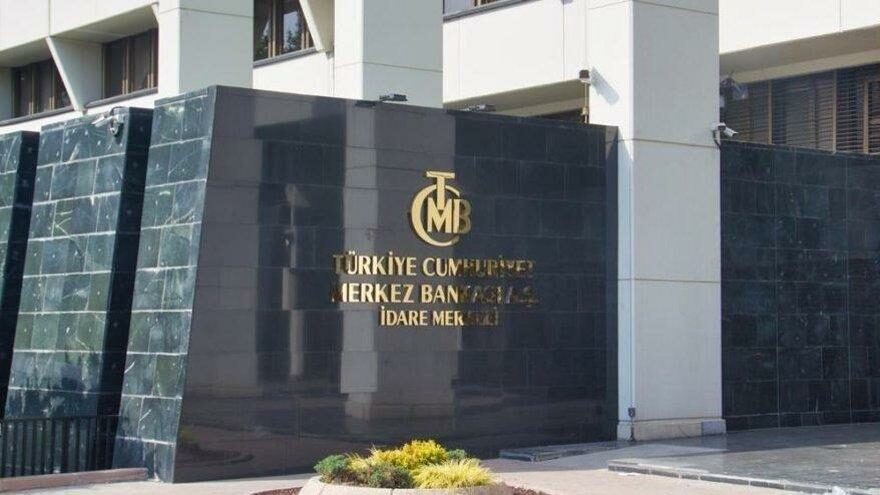 TCMB
TÜRKİYE CUMHURİYET
MERKEZ BANKASI A.Ş.
İDARE MERKEZİ